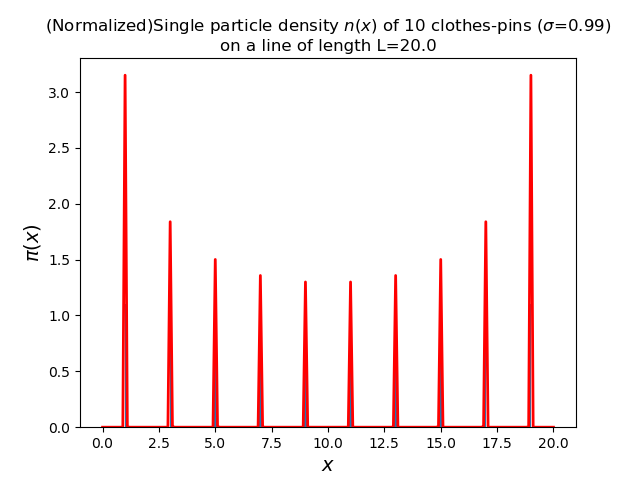 (Normalized)Single particle density n(x) of 10 clothes-pins (σ=0.99)
on a line of length L=20.0
π(x)
3.0
2.5
2.0
1.5
1.0
0.5
0.0
0.0 2.5 5.0 7.5 10.0 12.5 15.0 17.5 20.0
x